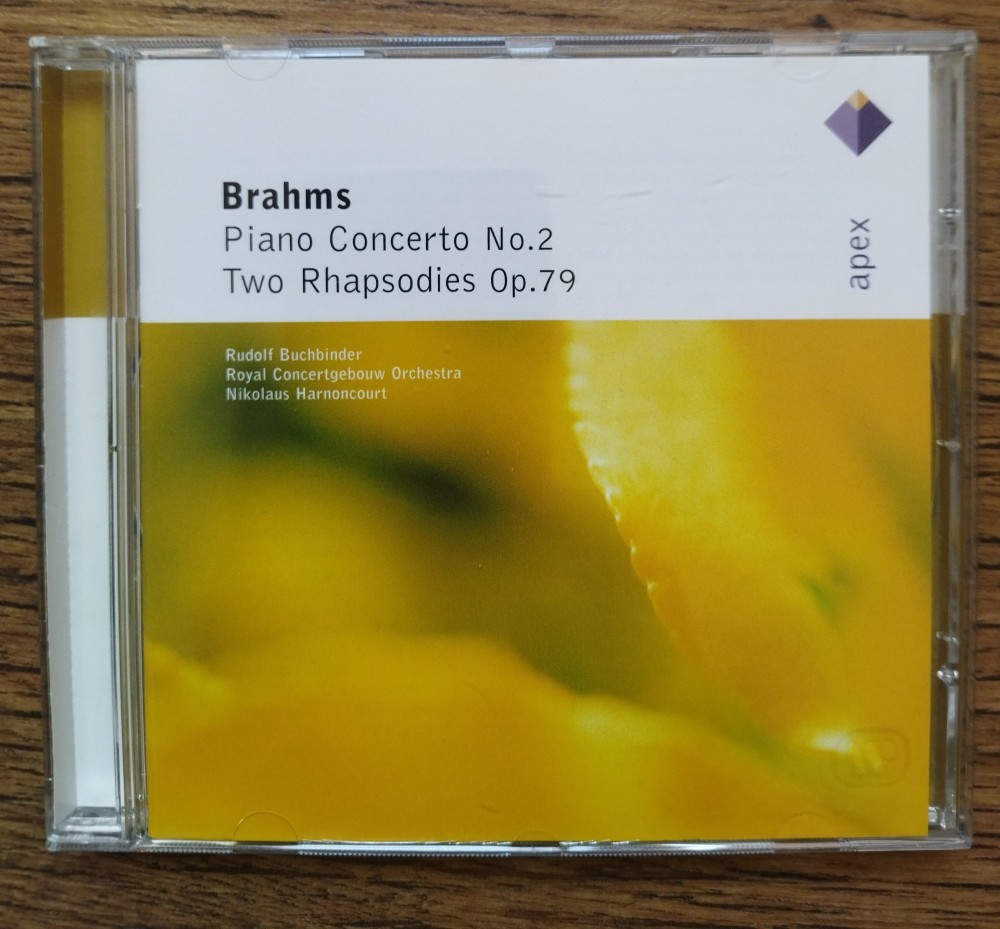 Brahms
Piano Concerto No.2
Two Rhapsodies Op.79
apex
Rudolf Buchbinder
Royal Concertgebouw Orchestra
Nikolaus Harnoncourt